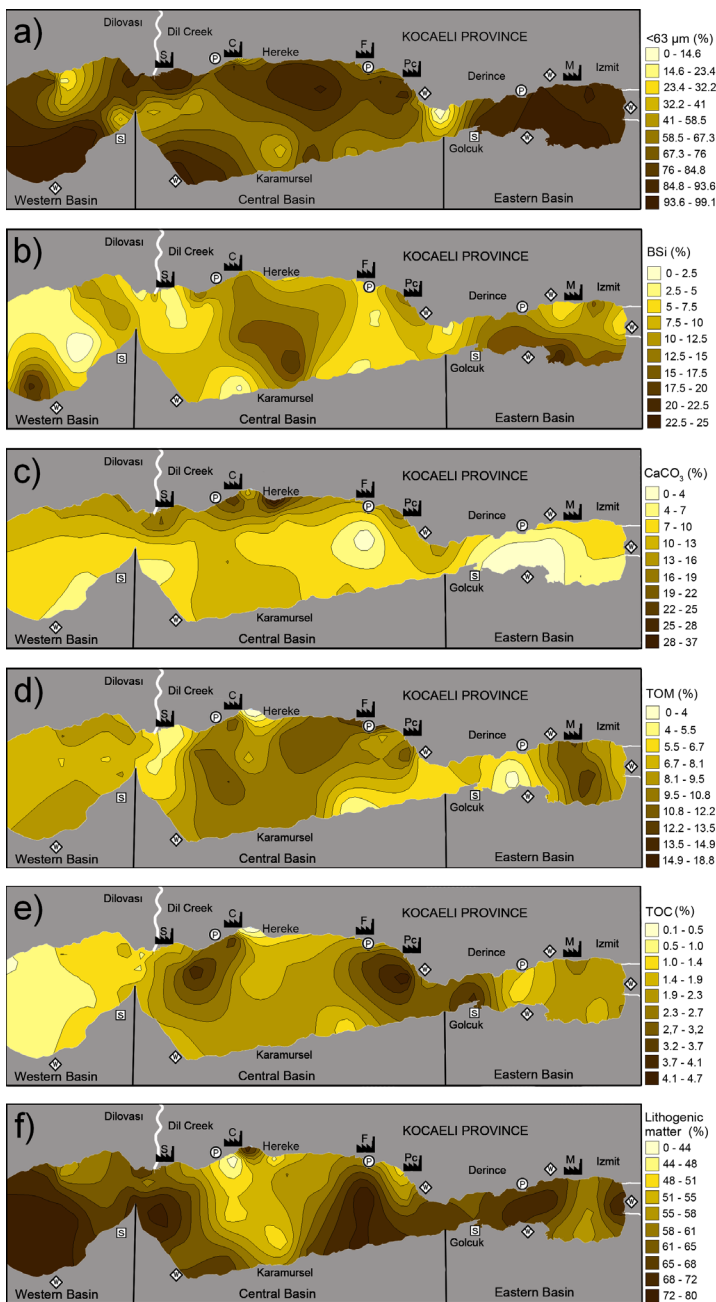 a)
Dilovası
Dil Creek
S
P
C
Hereke
F
P
Pc
KOCAELI PROVINCE
Derince
W
P
W
M
Izmit
W
S
W
Golcuk
S
W
W
Karamursel
Western Basin
Central Basin
Eastern Basin
<63 µm (%)
0 - 14.6
14.6 - 23.4
23.4 - 32.2
32.2 - 41
41 - 58.5
58.5 - 67.3
67.3 - 76
76 - 84.8
84.8 - 93.6
93.6 - 99.1
b)
Dilovası
Dil Creek
S
P
C
Hereke
F
P
Pc
KOCAELI PROVINCE
Derince
W
P
W
M
Izmit
W
S
W
Golcuk
S
W
W
Karamursel
Western Basin
Central Basin
Eastern Basin
BSi (%)
0 - 2.5
2.5 - 5
5 - 7.5
7.5 - 10
10 - 12.5
12.5 - 15
15 - 17.5
17.5 - 20
20 - 22.5
22.5 - 25
c)
Dilovası
Dil Creek
S
P
C
Hereke
F
P
Pc
KOCAELI PROVINCE
Derince
W
P
W
M
Izmit
W
S
W
Golcuk
S
W
W
Karamursel
Western Basin
Central Basin
Eastern Basin
CaCO₃ (%)
0 - 4
4 - 7
7 - 10
10 - 13
13 - 16
16 - 19
19 - 22
22 - 25
25 - 28
28 - 37
d)
Dilovası
Dil Creek
S
P
C
Hereke
F
P
Pc
KOCAELI PROVINCE
Derince
W
P
W
M
Izmit
W
S
W
Golcuk
S
W
W
Karamursel
Western Basin
Central Basin
Eastern Basin
TOM (%)
0 - 4
4 - 5.5
5.5 - 6.7
6.7 - 8.1
8.1 - 9.5
9.5 - 10.8
10.8 - 12.2
12.2 - 13.5
13.5 - 14.9
14.9 - 18.8
e)
Dilovası
Dil Creek
S
P
C
Hereke
F
P
Pc
KOCAELI PROVINCE
Derince
W
P
W
M
Izmit
W
S
W
Golcuk
S
W
W
Karamursel
Western Basin
Central Basin
Eastern Basin
TOC (%)
0.1 - 0.5
0.5 - 1.0
1.0 - 1.4
1.4 - 1.9
1.9 - 2.3
2.3 - 2.7
2.7 - 3.2
3.2 - 3.7
3.7 - 4.1
4.1 - 4.7
f)
Dilovası
Dil Creek
S
P
C
Hereke
F
P
Pc
KOCAELI PROVINCE
Derince
W
P
W
M
Izmit
W
S
W
Golcuk
S
W
W
Karamursel
Western Basin
Central Basin
Eastern Basin
Lithogenic
matter (%)
0 - 44
44 - 48
48 - 51
51 - 55
55 - 58
58 - 61
61 - 65
65 - 68
68 - 72
72 - 80